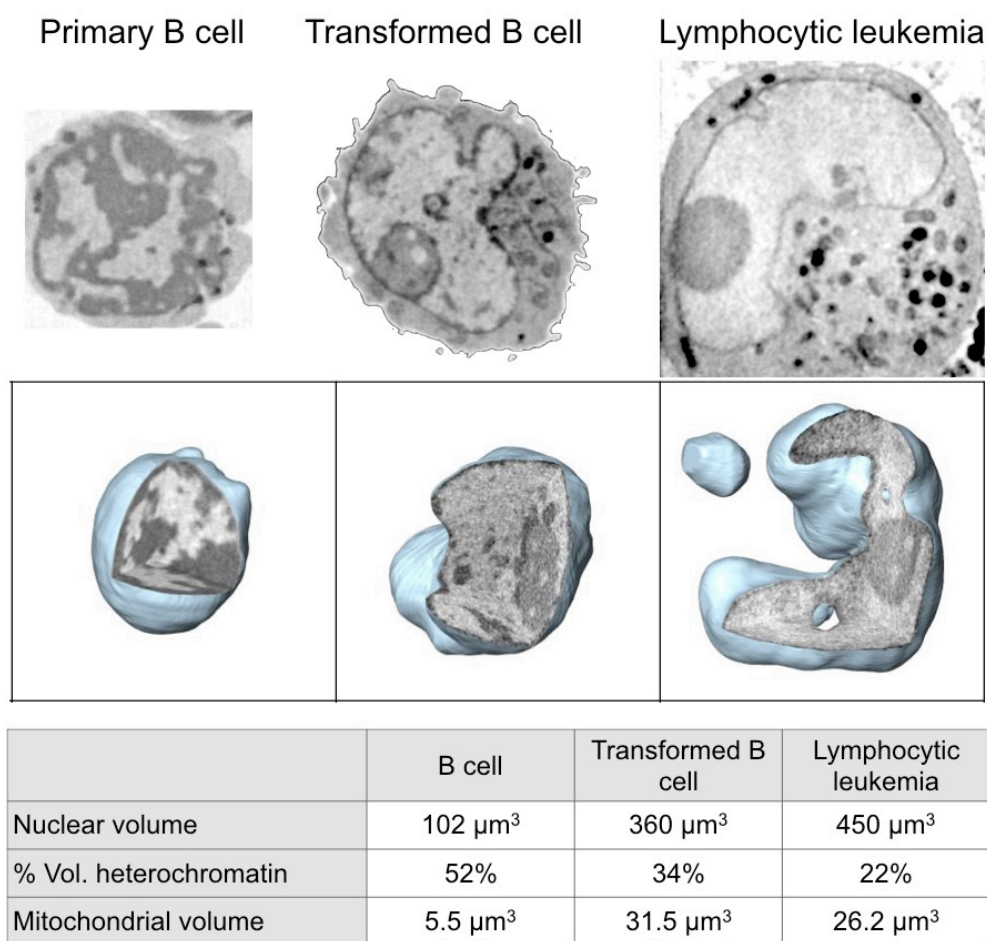 Primary B cell Transformed B cell Lymphocytic leukemia
B cell Transformed B cell Lymphocytic leukemia
Nuclear volume 102 µm³ 360 µm³ 450 µm³
% Vol. heterochromatin 52% 34% 22%
Mitochondrial volume 5.5 µm³ 31.5 µm³ 26.2 µm³